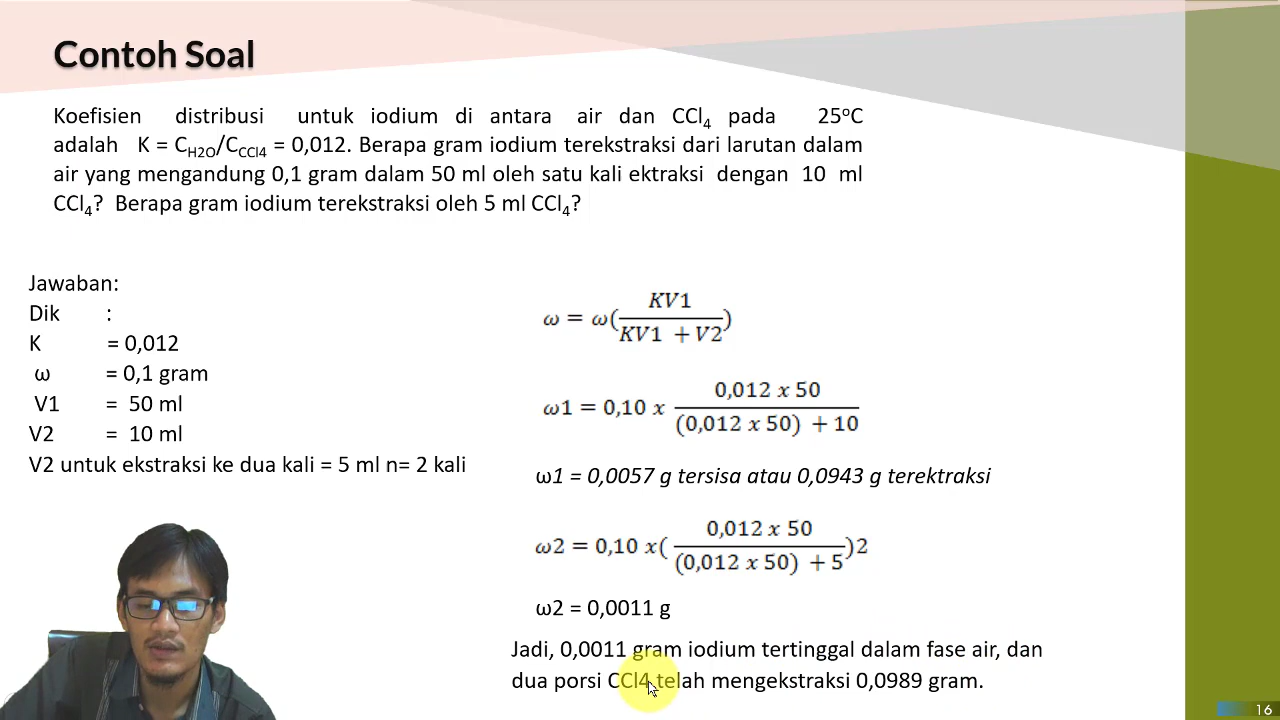 Contoh Soal
Koefisien distribusi untuk iodium di antara air dan CCl₄ pada 25°C
adalah K = C_H2O/C_CCl4 = 0,012. Berapa gram iodium terekstraksi dari larutan dalam
air yang mengandung 0,1 gram dalam 50 ml oleh satu kali ektraksi dengan 10 ml
CCl₄? Berapa gram iodium terekstraksi oleh 5 ml CCl₄?
Jawaban:
Dik :
K = 0,012
ω = 0,1 gram
V1 = 50 ml
V2 = 10 ml
V2 untuk ekstraksi ke dua kali = 5 ml n= 2 kali
ω = ω(KV1/KV1 + V2)
ω1 = 0,10 x 0,012 x 50/(0,012 x 50) + 10
ω1 = 0,0057 g tersisa atau 0,0943 g terektraksi
ω2 = 0,10 x(0,012 x 50/(0,012 x 50) + 5)2
ω2 = 0,0011 g
Jadi, 0,0011 gram iodium tertinggal dalam fase air, dan
dua porsi CCl4 telah mengekstraksi 0,0989 gram.
16